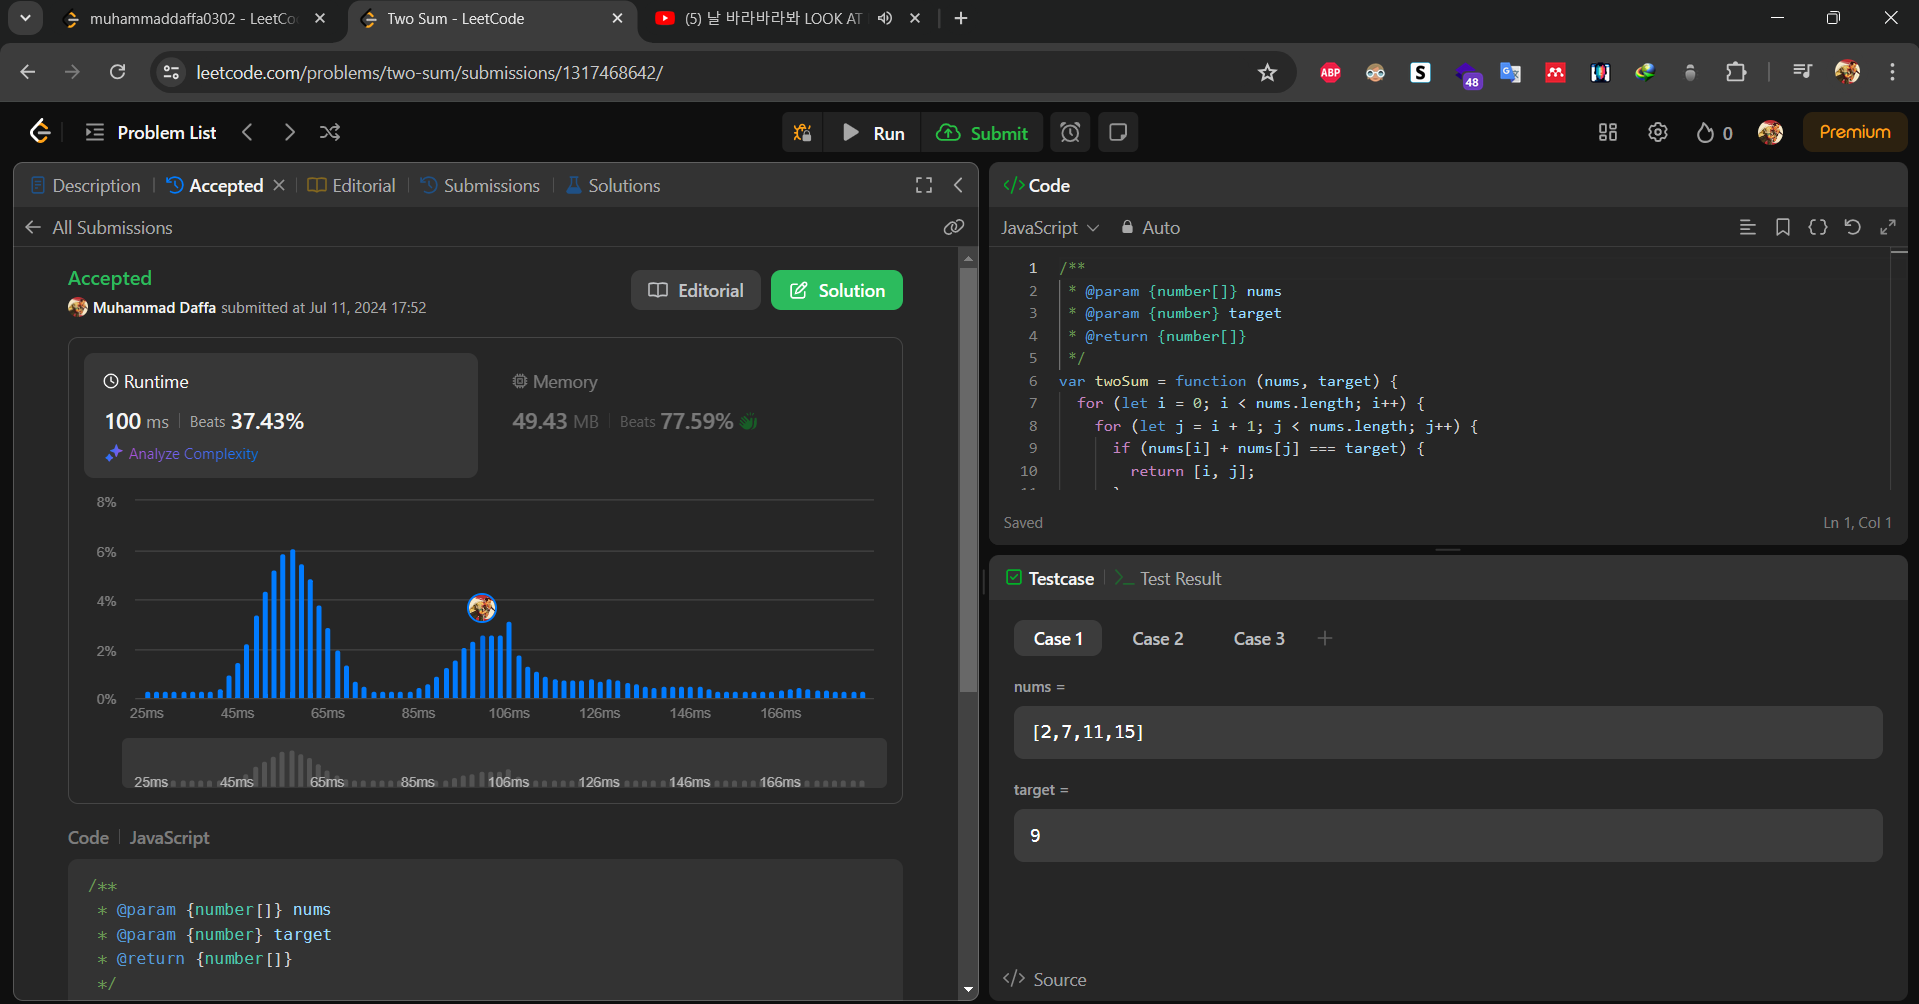 muhammaddaffa0302 - LeetCo
Two Sum - LeetCode
(5) 날 바라바라봐 LOOK AT
leetcode.com/problems/two-sum/submissions/1317468642/
ABP
S
48
Problem List
Run
Submit
0
Premium
Description
Accepted
Editorial
Submissions
Solutions
All Submissions
Accepted
Muhammad Daffa submitted at Jul 11, 2024 17:52
Editorial
Solution
Runtime
100 ms
Beats 37.43%
Analyze Complexity
Memory
49.43 MB
Beats 77.59%
8%
6%
4%
2%
0%
25ms 45ms 65ms 85ms 106ms 126ms 146ms 166ms
25ms 45ms 65ms 85ms 106ms 126ms 146ms 166ms
Code
JavaScript
/**
* @param {number[]} nums
* @param {number} target
* @return {number[]}
*/
</> Code
JavaScript
Auto
1 /**
2 * @param {number[]} nums
3 * @param {number} target
4 * @return {number[]}
5 */
6 var twoSum = function (nums, target) {
7 for (let i = 0; i < nums.length; i++) {
8 for (let j = i + 1; j < nums.length; j++) {
9 if (nums[i] + nums[j] === target) {
10 return [i, j];
Saved
Ln 1, Col 1
Testcase
Test Result
Case 1
Case 2
Case 3
nums =
[2,7,11,15]
target =
9
</> Source